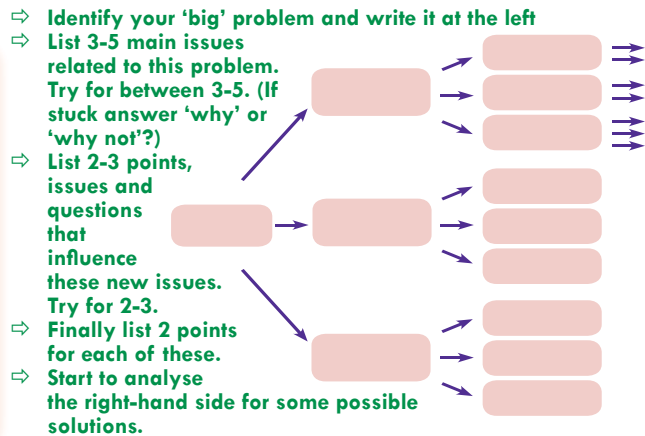 ⇨ Identify your ‘big’ problem and write it at the left
⇨ List 3-5 main issues
related to this problem.
Try for between 3-5. (If
stuck answer ‘why’ or
‘why not’?)
⇨ List 2-3 points,
issues and
questions
that
influence
these new issues.
Try for 2-3.
⇨ Finally list 2 points
for each of these.
⇨ Start to analyse
the right-hand side for some possible
solutions.